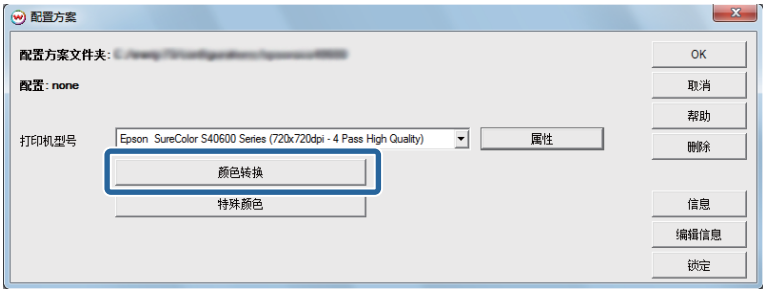 配置方案
配置方案文件夹:
配置: none
打印机型号
Epson SureColor S40600 Series (720x720dpi - 4 Pass High Quality)
属性
颜色转换
特殊颜色
OK
取消
帮助
删除
信息
编辑信息
锁定